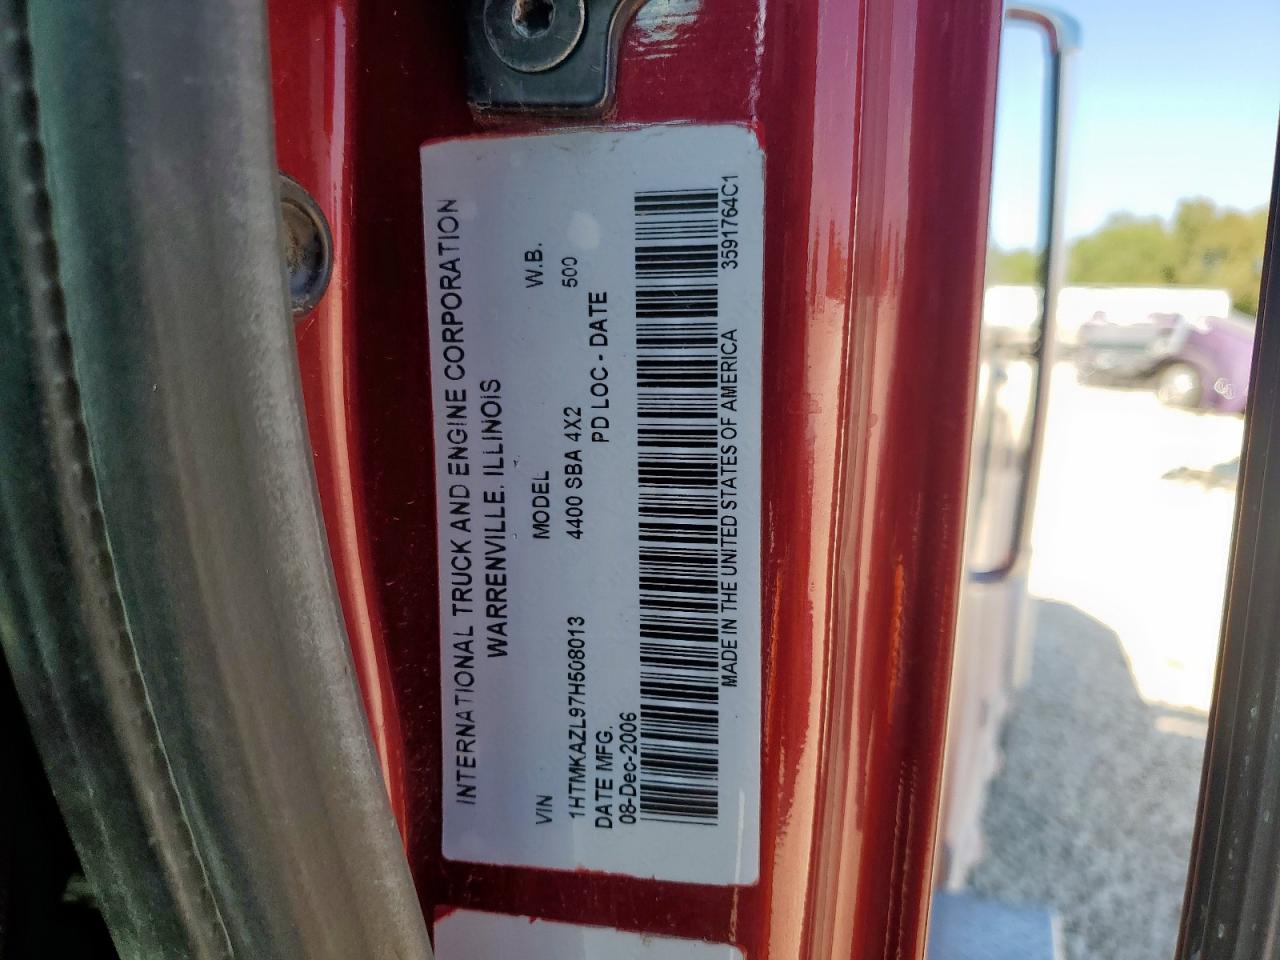 INTERNATIONAL TRUCK AND ENGINE CORPORATION
WARRENVILLE, ILLINOIS
VIN MODEL W.B.
1HTMKAZL97H508013 4400 SBA 4X2 500
DATE MFG. PD LOC - DATE
08-Dec-2006
MADE IN THE UNITED STATES OF AMERICA 3591764C1